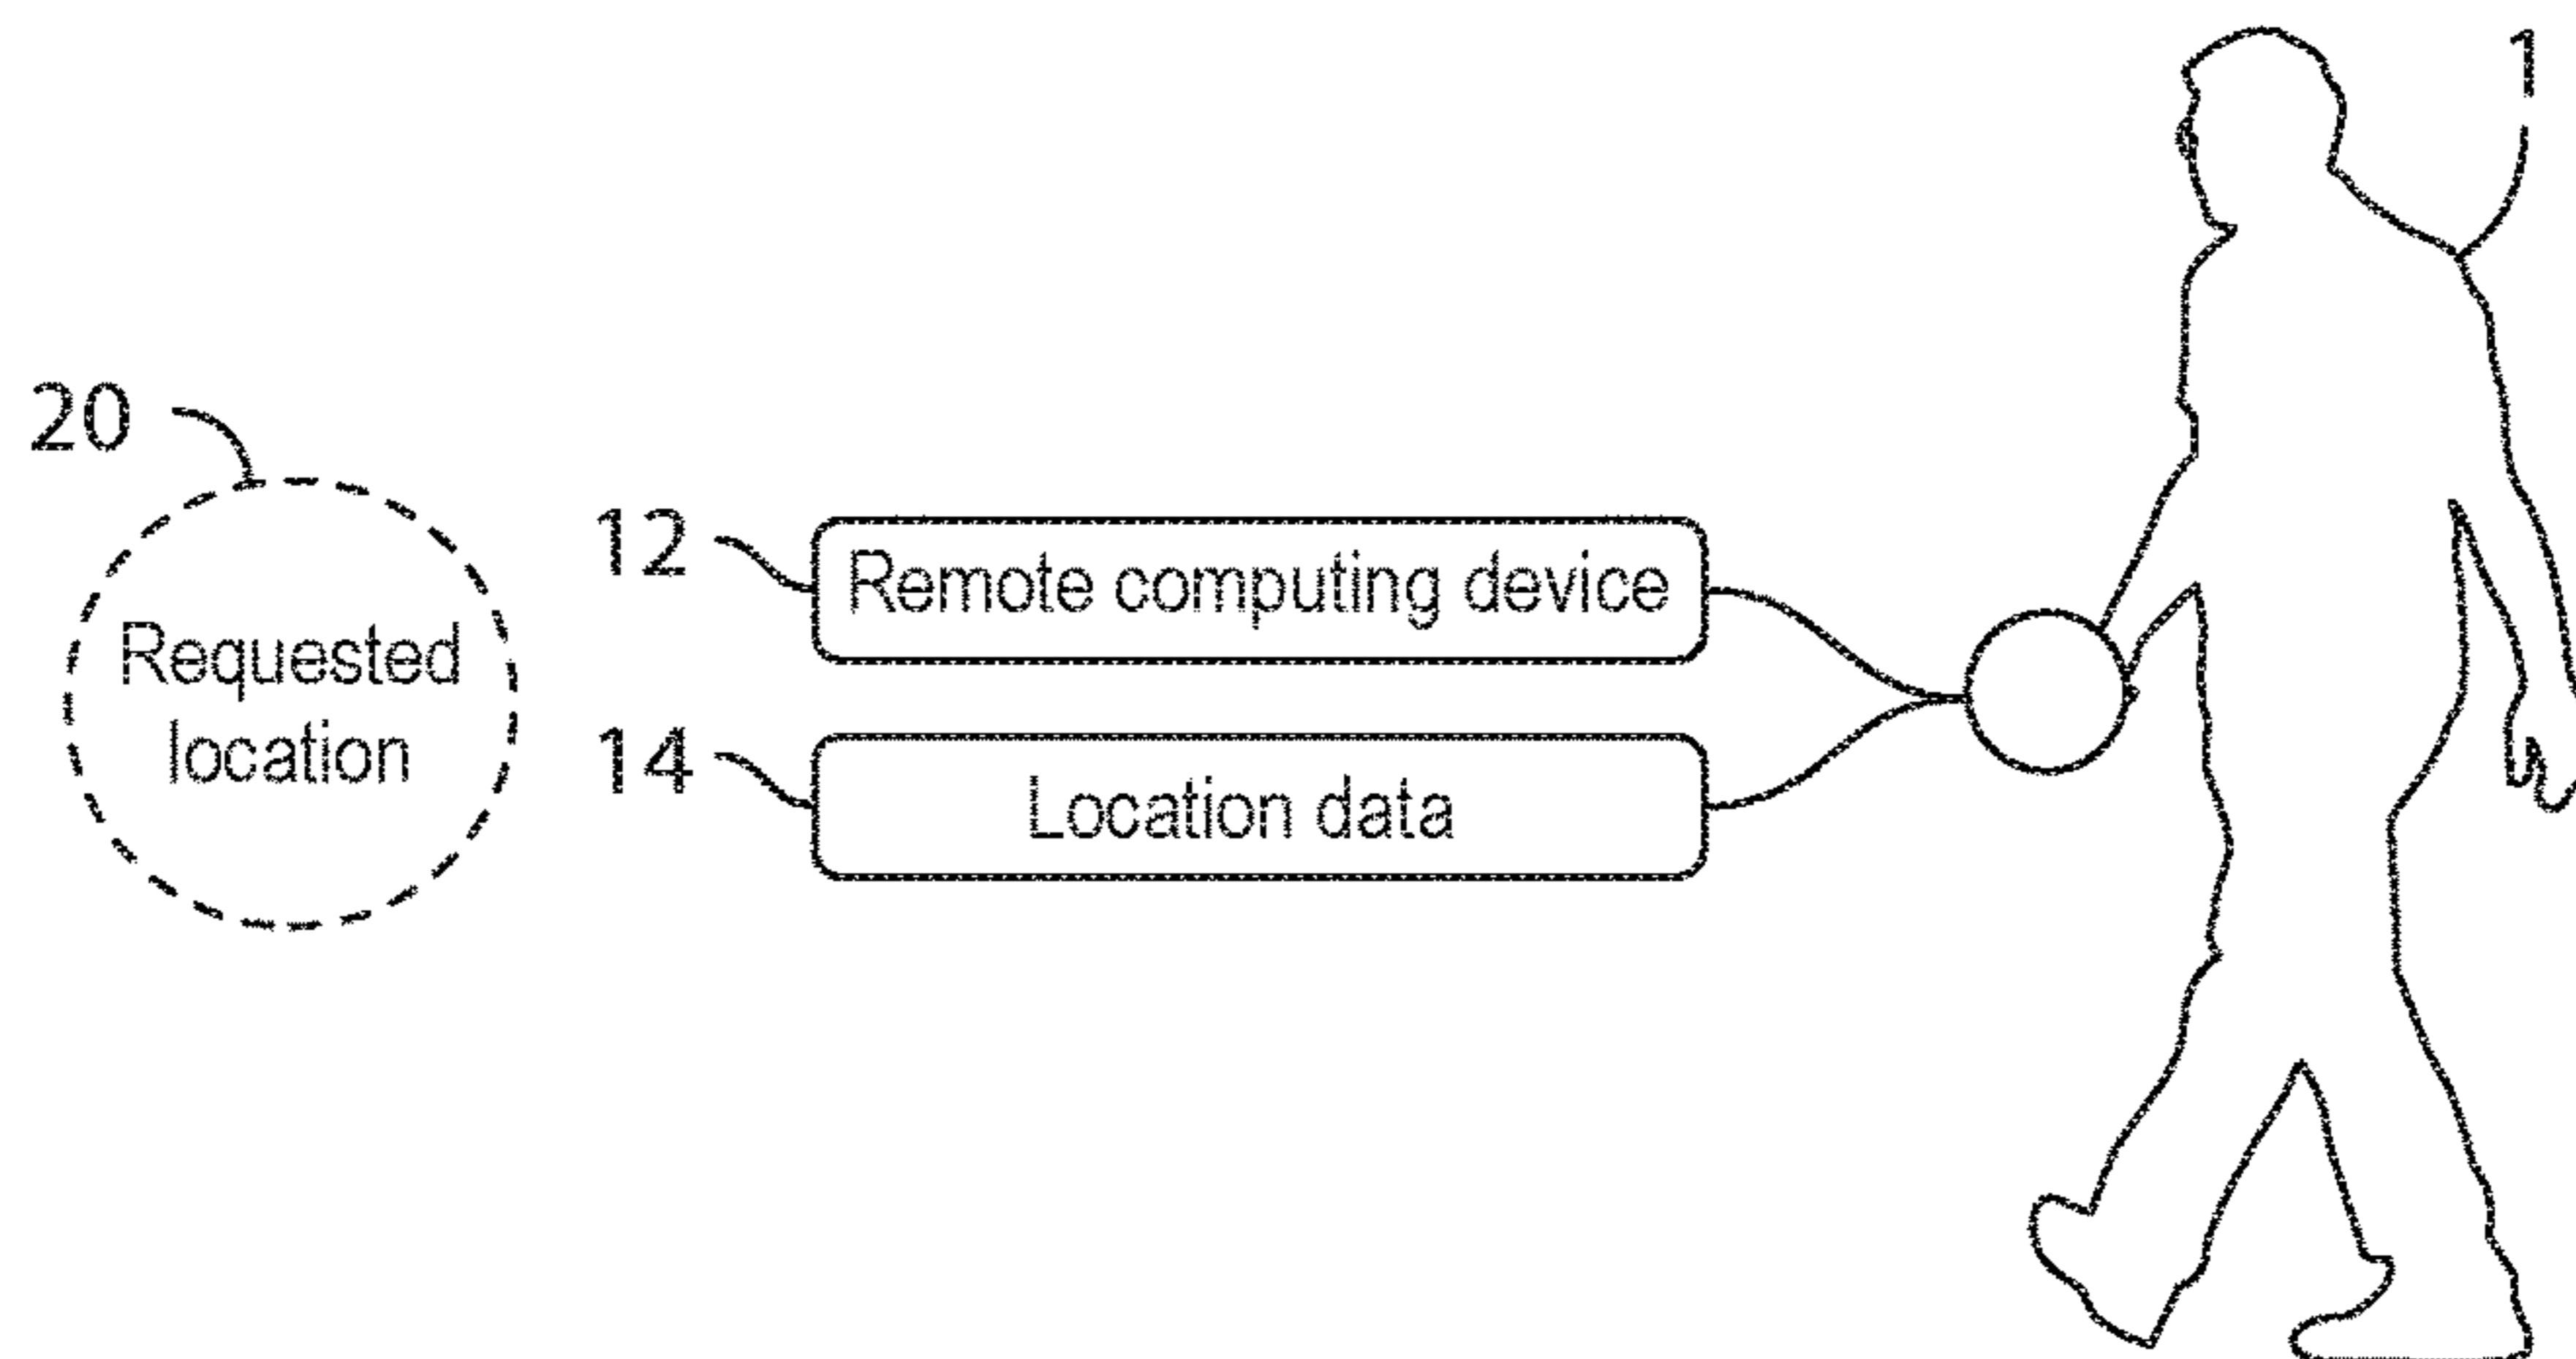 1
20
12
Remote computing device
Requested
location
14
Location data